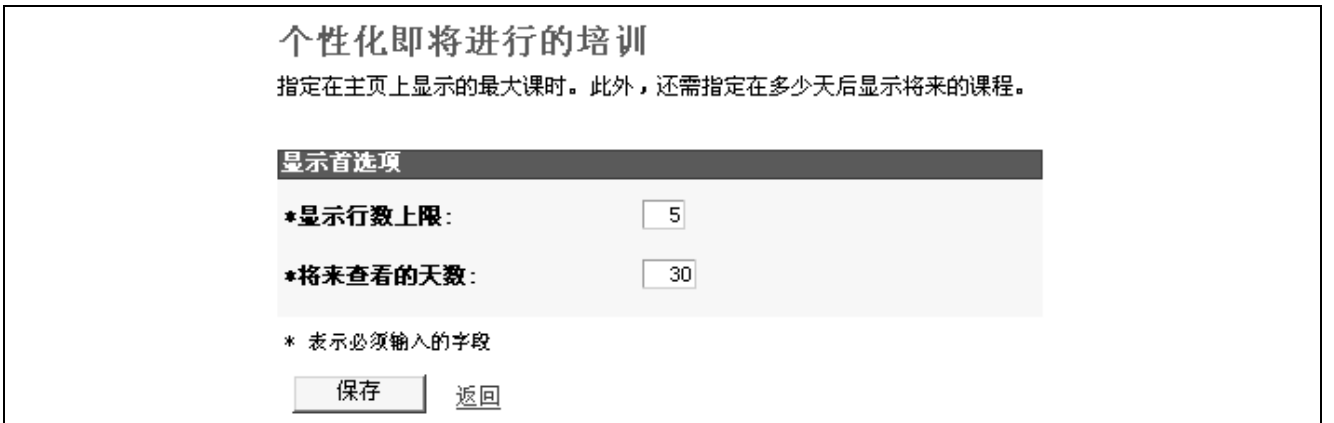 个性化即将进行的培训
指定在主页上显示的最大课时。此外，还需指定在多少天后显示将来的课程。
显示首选项
*显示行数上限: 5
*将来查看的天数: 30
* 表示必须输入的字段
保存 返回